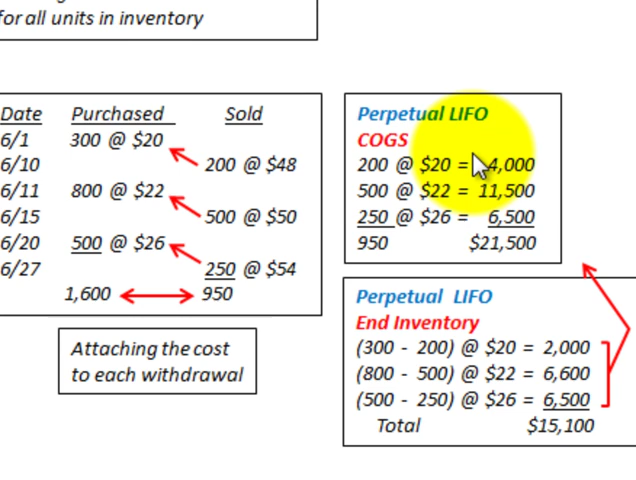 for all units in inventory
Date Purchased Sold
6/1 300 @ $20
6/10 200 @ $48
6/11 800 @ $22
6/15 500 @ $50
6/20 500 @ $26
6/27 250 @ $54
1,600 950
Attaching the cost
to each withdrawal
Perpetual LIFO
COGS
200 @ $20 = 4,000
500 @ $22 = 11,500
250 @ $26 = 6,500
950 $21,500
Perpetual LIFO
End Inventory
(300 - 200) @ $20 = 2,000
(800 - 500) @ $22 = 6,600
(500 - 250) @ $26 = 6,500
Total $15,100